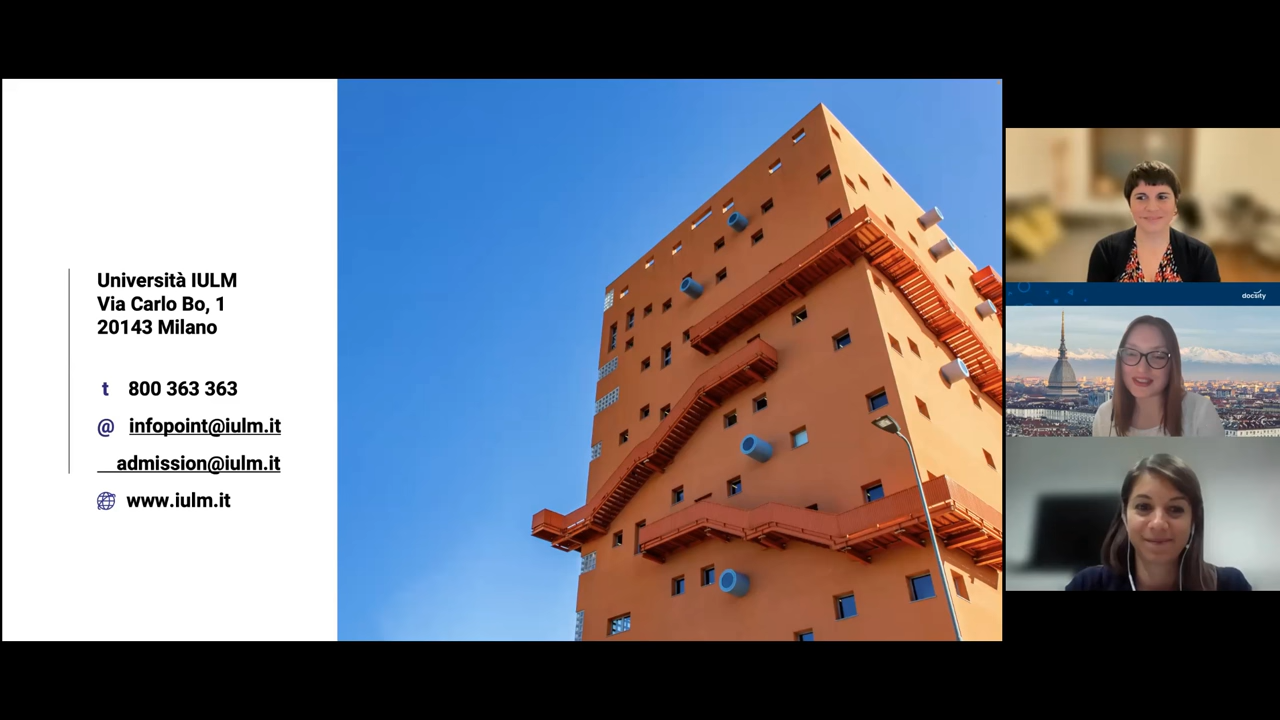 Università IULM
Via Carlo Bo, 1
20143 Milano
t 800 363 363
@ infopoint@iulm.it
admission@iulm.it
www.iulm.it
docsity